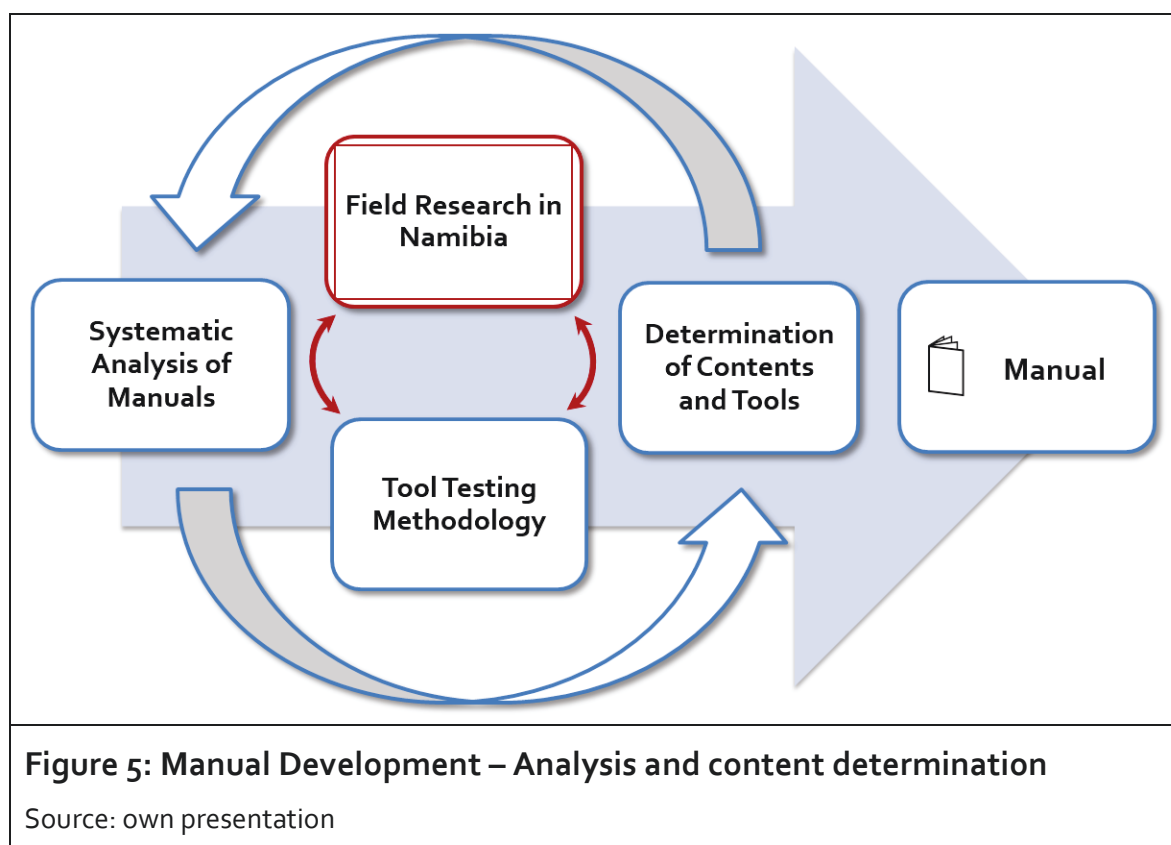 Field Research in
Namibia
Systematic
Analysis of
Manuals
Determination
of Contents
and Tools
Manual
Tool Testing
Methodology
Figure 5: Manual Development – Analysis and content determination
Source: own presentation